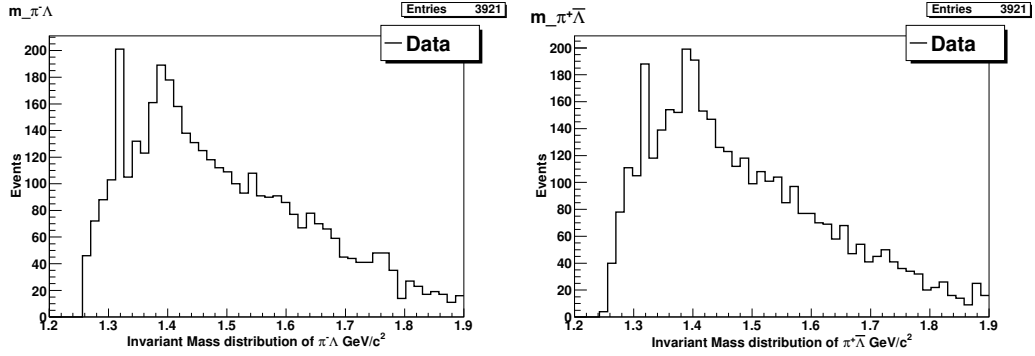 m_π⁻Λ
Entries 3921
Data
Events
200
180
160
140
120
100
80
60
40
20
0
1.2 1.3 1.4 1.5 1.6 1.7 1.8 1.9
Invariant Mass distribution of π⁻Λ GeV/c²
m_π⁺Λ̅
Entries 3921
Data
Events
200
180
160
140
120
100
80
60
40
20
0
1.2 1.3 1.4 1.5 1.6 1.7 1.8 1.9
Invariant Mass distribution of π⁺Λ̅ GeV/c²